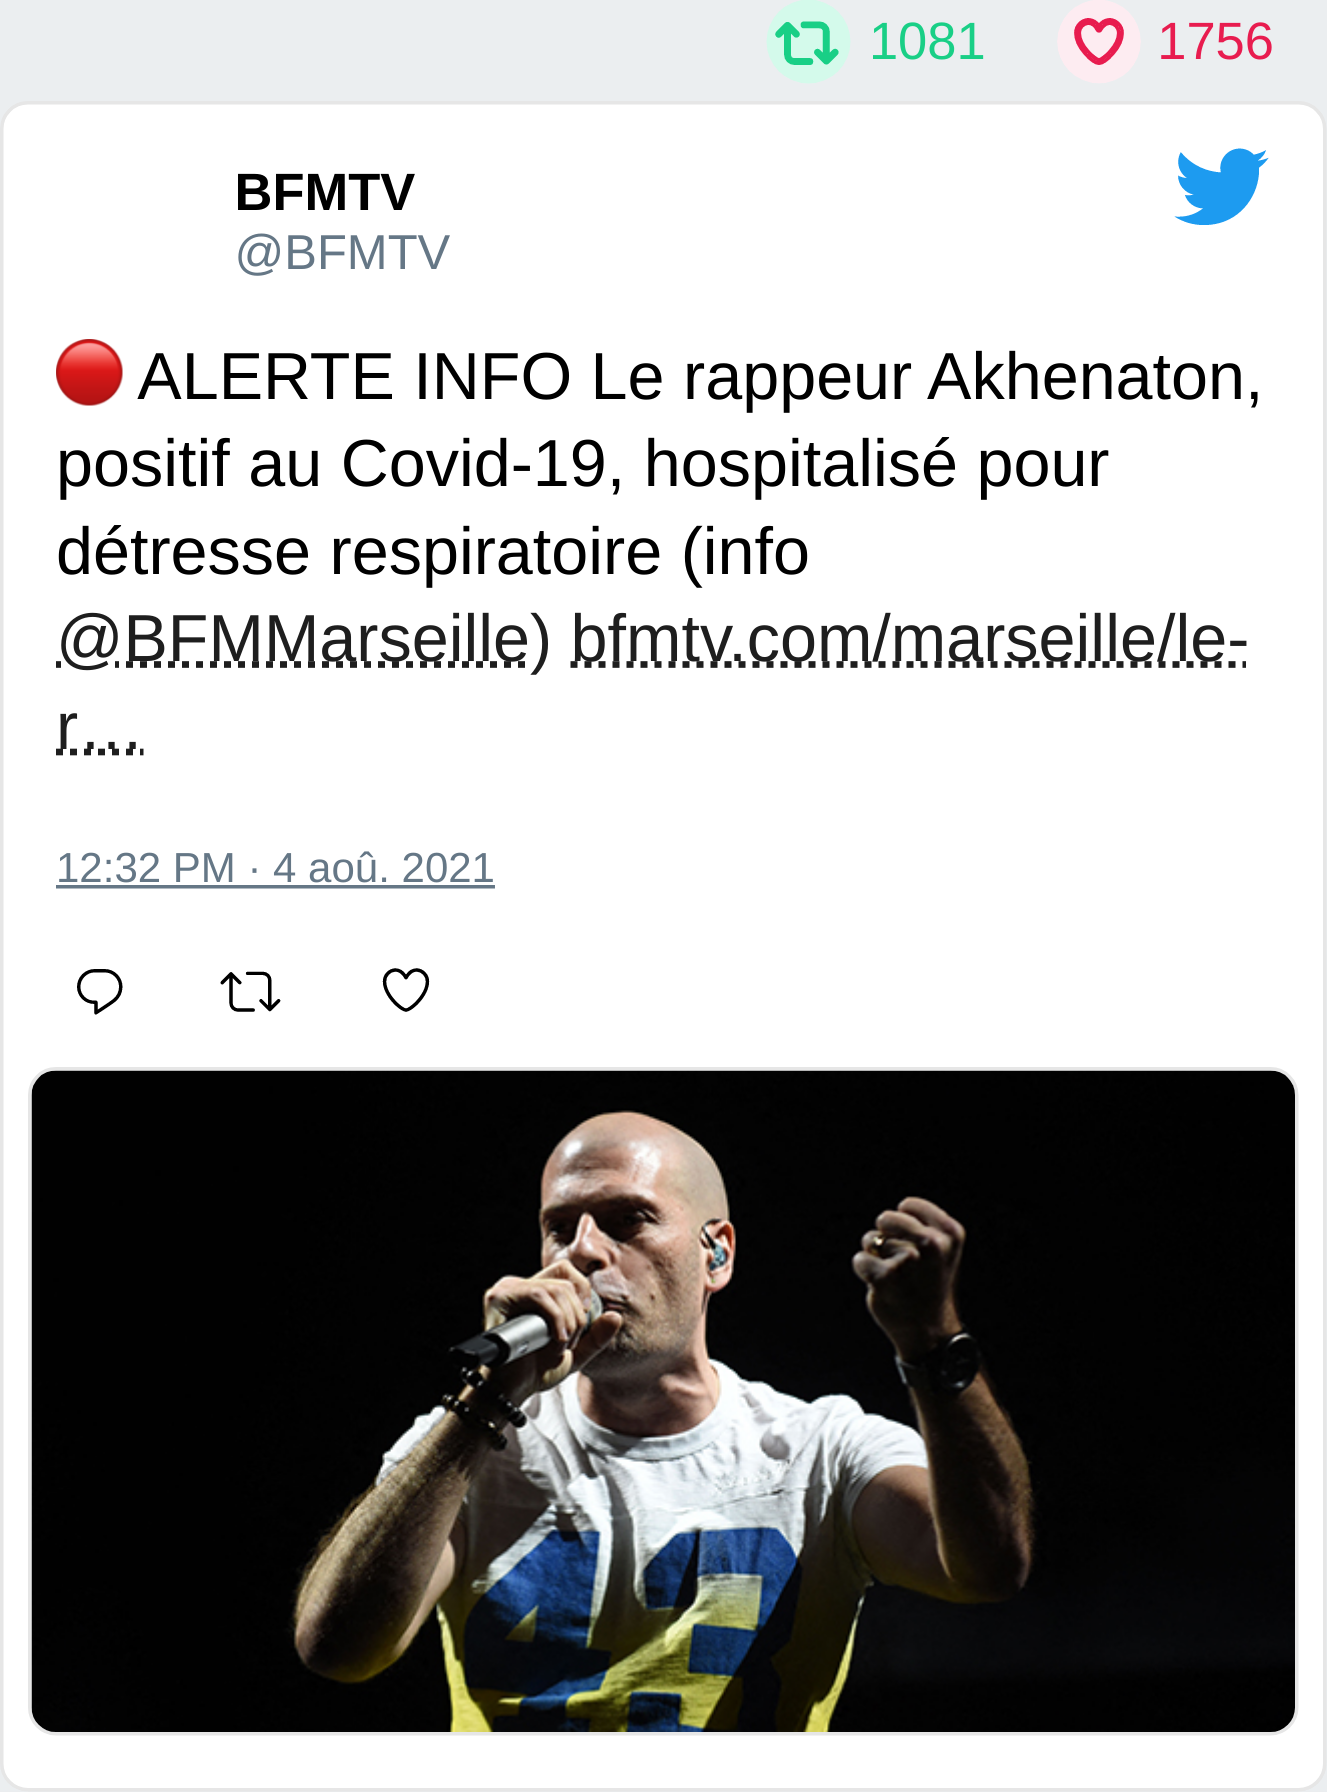 1081 1756
BFMTV
@BFMTV
🔴 ALERTE INFO Le rappeur Akhenaton,
positif au Covid-19, hospitalisé pour
détresse respiratoire (info
@BFMMarseille) bfmtv.com/marseille/le-
r…
12:32 PM · 4 aoû. 2021
43